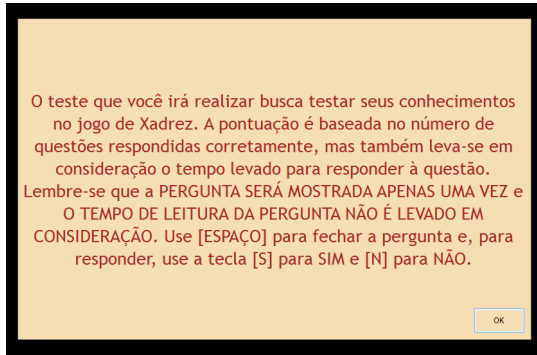 O teste que você irá realizar busca testar seus conhecimentos
no jogo de Xadrez. A pontuação é baseada no número de
questões respondidas corretamente, mas também leva-se em
consideração o tempo levado para responder à questão.
Lembre-se que a PERGUNTA SERÁ MOSTRADA APENAS UMA VEZ e
O TEMPO DE LEITURA DA PERGUNTA NÃO É LEVADO EM
CONSIDERAÇÃO. Use [ESPAÇO] para fechar a pergunta e, para
responder, use a tecla [S] para SIM e [N] para NÃO.
OK